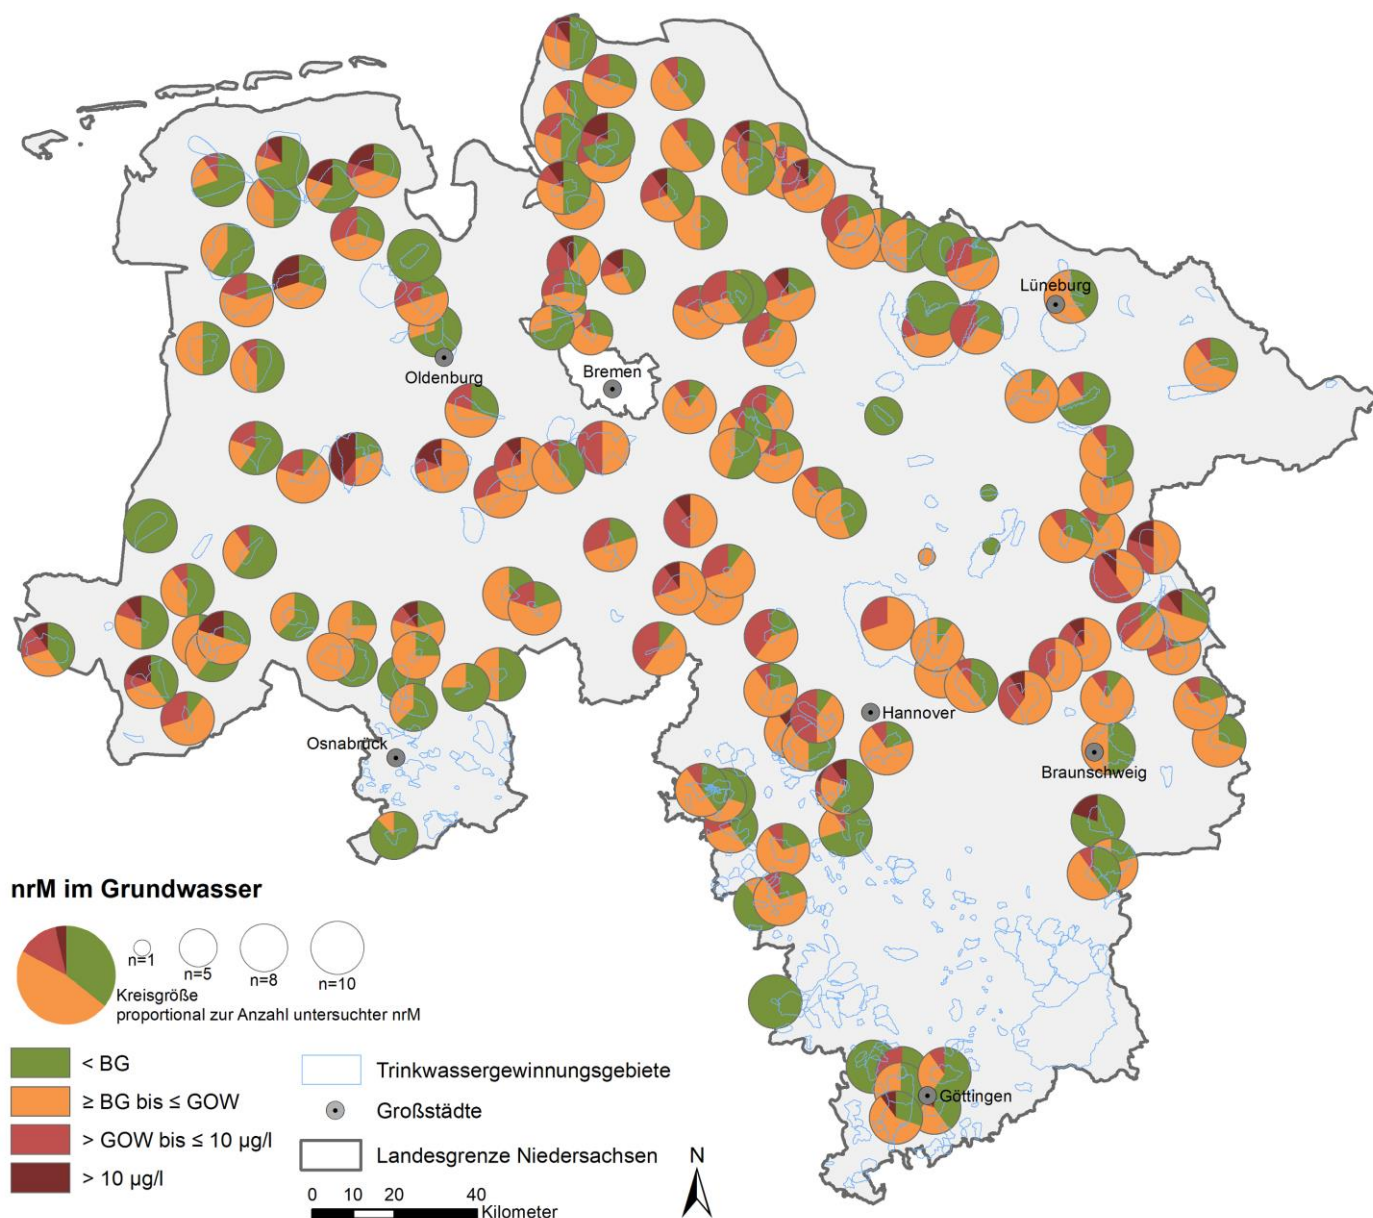 Lüneburg
Oldenburg
Bremen
Hannover
Osnabrück
Braunschweig
Göttingen
nrM im Grundwasser
n=1
n=5
n=8
n=10
Kreisgröße
proportional zur Anzahl untersuchter nrM
< BG
≥ BG bis ≤ GOW
> GOW bis ≤ 10 µg/l
> 10 µg/l
Trinkwassergewinnungsgebiete
Großstädte
Landesgrenze Niedersachsen
0 10 20 40
Kilometer
N